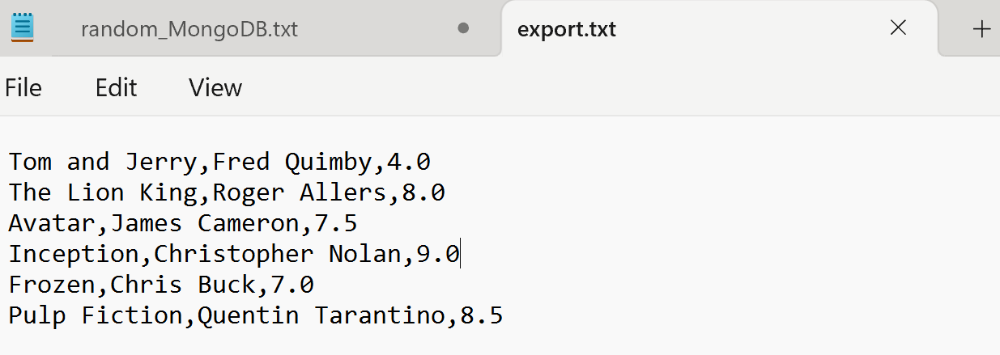 random_MongoDB.txt
export.txt
File Edit View
Tom and Jerry,Fred Quimby,4.0
The Lion King,Roger Allers,8.0
Avatar,James Cameron,7.5
Inception,Christopher Nolan,9.0
Frozen,Chris Buck,7.0
Pulp Fiction,Quentin Tarantino,8.5